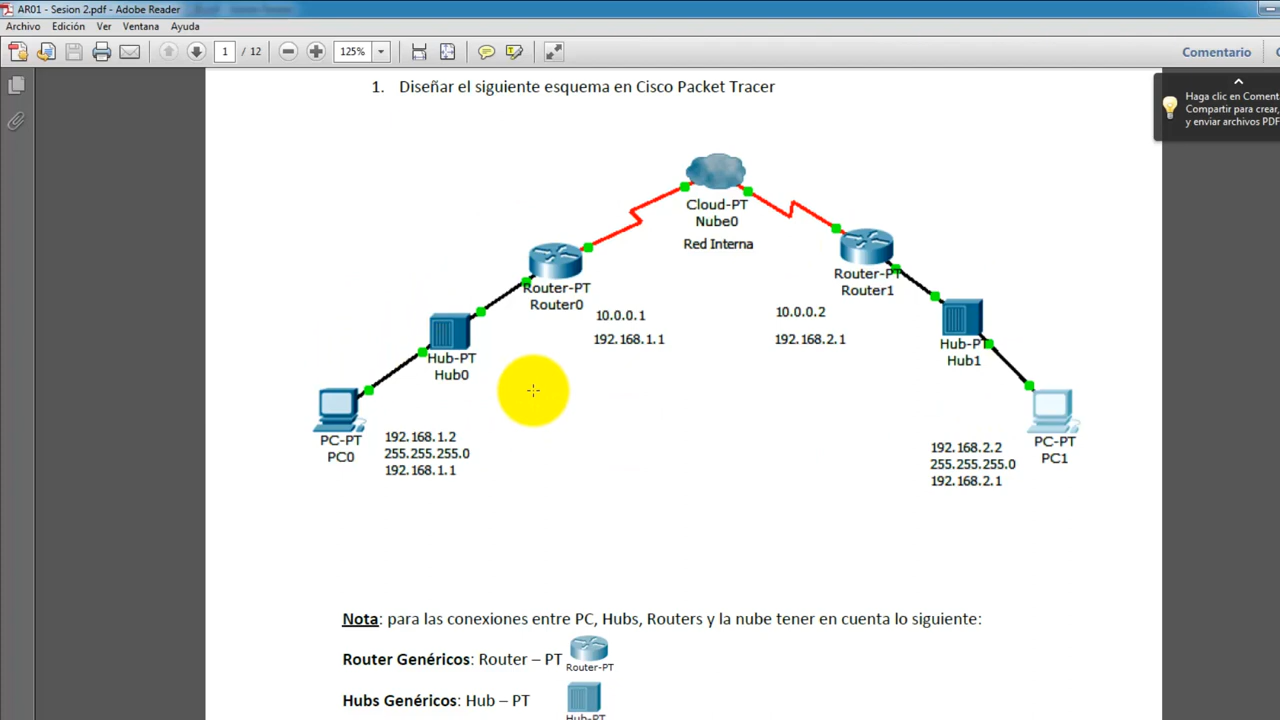 AR01 - Sesion 2.pdf - Adobe Reader
Archivo Edición Ver Ventana Ayuda
1 / 12 125% Comentario
Haga clic en Coment
Compartir para crear,
y enviar archivos PDF
1. Diseñar el siguiente esquema en Cisco Packet Tracer
Cloud-PT
Nube0
Red Interna
Router-PT
Router0
10.0.0.1
192.168.1.1
Router-PT
Router1
10.0.0.2
192.168.2.1
Hub-PT
Hub0
Hub-PT
Hub1
PC-PT
PC0
192.168.1.2
255.255.255.0
192.168.1.1
192.168.2.2
255.255.255.0
192.168.2.1
PC-PT
PC1
Nota: para las conexiones entre PC, Hubs, Routers y la nube tener en cuenta lo siguiente:
Router Genéricos: Router – PT
Router-PT
Hubs Genéricos: Hub – PT
Hub-PT